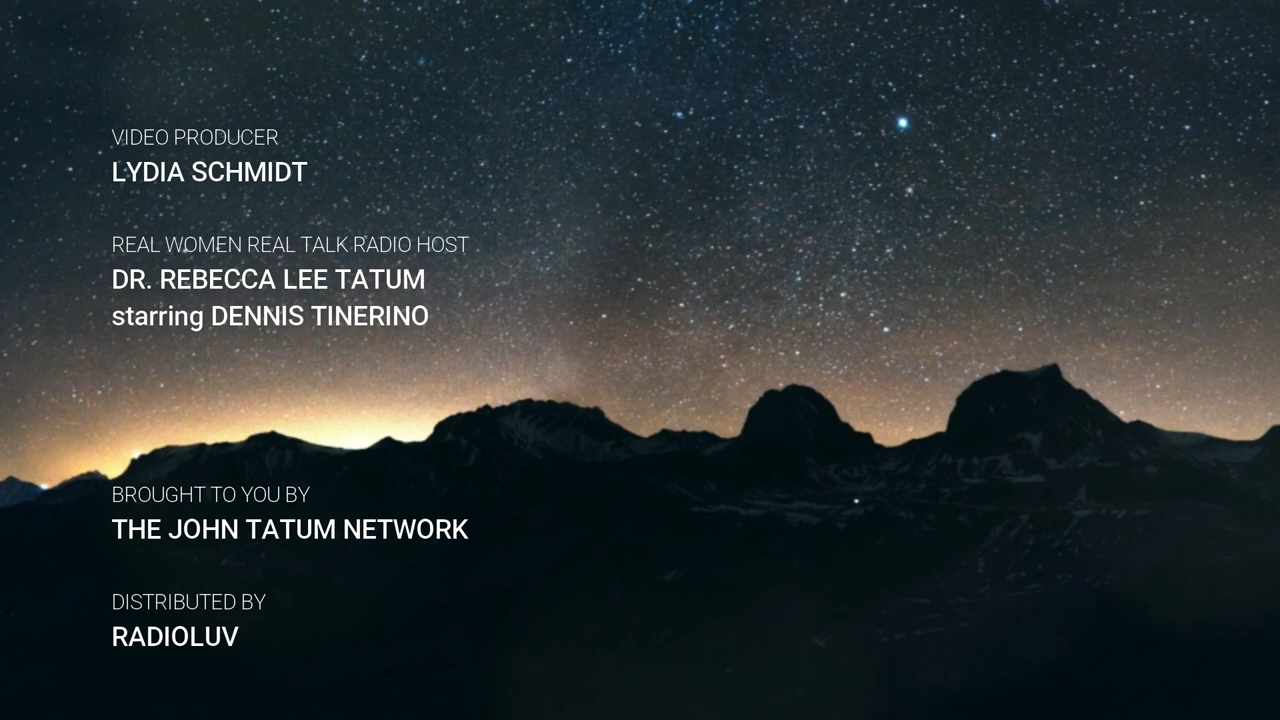 VIDEO PRODUCER
LYDIA SCHMIDT
REAL WOMEN REAL TALK RADIO HOST
DR. REBECCA LEE TATUM
starring DENNIS TINERINO
BROUGHT TO YOU BY
THE JOHN TATUM NETWORK
DISTRIBUTED BY
RADIOLUV